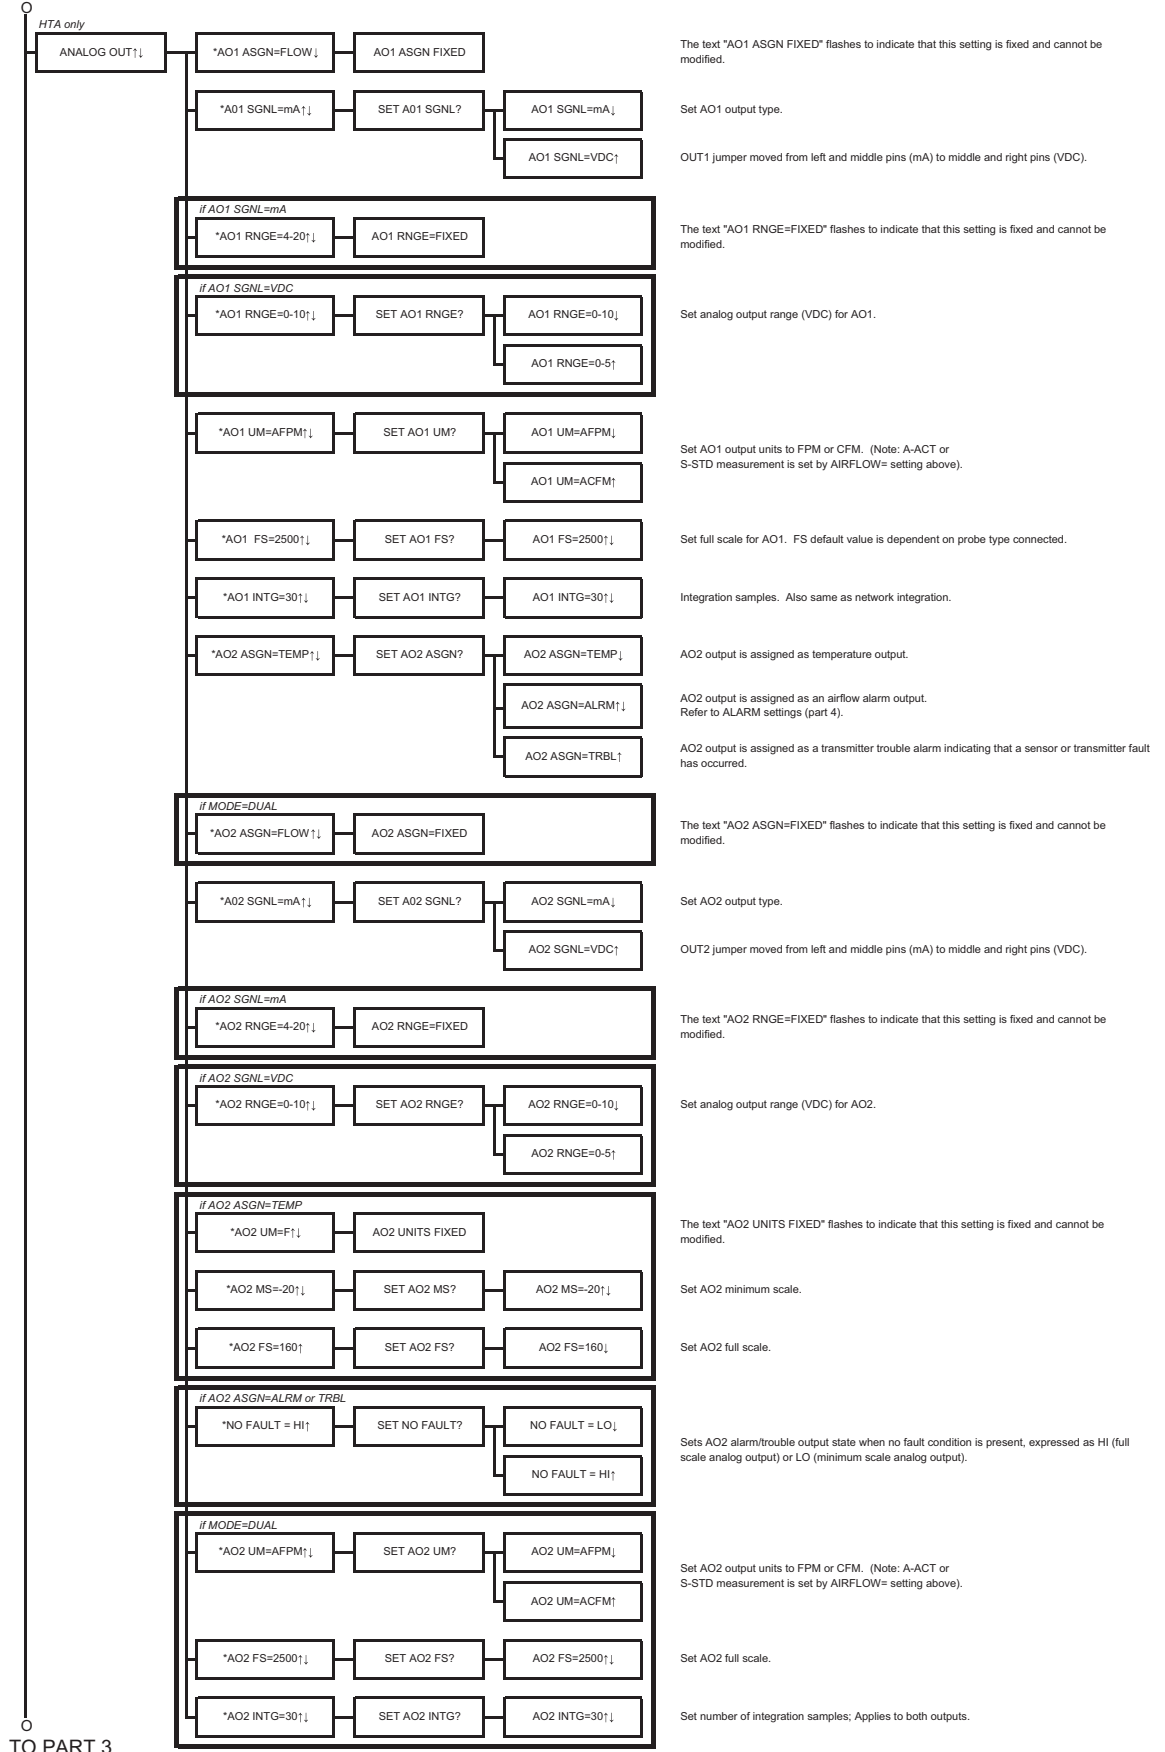 O
HTA only
ANALOG OUT↑↓
*AO1 ASGN=FLOW↓
AO1 ASGN FIXED
The text "AO1 ASGN FIXED" flashes to indicate that this setting is fixed and cannot be
modified.
*A01 SGNL=mA↑↓
SET A01 SGNL?
AO1 SGNL=mA↓
Set AO1 output type.
AO1 SGNL=VDC↑
OUT1 jumper moved from left and middle pins (mA) to middle and right pins (VDC).
if AO1 SGNL=mA
*AO1 RNGE=4-20↑↓
AO1 RNGE=FIXED
The text "AO1 RNGE=FIXED" flashes to indicate that this setting is fixed and cannot be
modified.
if AO1 SGNL=VDC
*AO1 RNGE=0-10↑↓
SET AO1 RNGE?
AO1 RNGE=0-10↓
Set analog output range (VDC) for AO1.
AO1 RNGE=0-5↑
*AO1 UM=AFPM↑↓
SET AO1 UM?
AO1 UM=AFPM↓
Set AO1 output units to FPM or CFM.  (Note: A-ACT or
S-STD measurement is set by AIRFLOW= setting above).
AO1 UM=ACFM↑
*AO1  FS=2500↑↓
SET AO1 FS?
AO1 FS=2500↑↓
Set full scale for AO1.  FS default value is dependent on probe type connected.
*AO1 INTG=30↑↓
SET AO1 INTG?
AO1 INTG=30↑↓
Integration samples.  Also same as network integration.
*AO2 ASGN=TEMP↑↓
SET AO2 ASGN?
AO2 ASGN=TEMP↓
AO2 output is assigned as temperature output.
AO2 ASGN=ALRM↑↓
AO2 output is assigned as an airflow alarm output.
Refer to ALARM settings (part 4).
AO2 ASGN=TRBL↑
AO2 output is assigned as a transmitter trouble alarm indicating that a sensor or transmitter fault
has occurred.
if MODE=DUAL
*AO2 ASGN=FLOW↑↓
AO2 ASGN=FIXED
The text "AO2 ASGN=FIXED" flashes to indicate that this setting is fixed and cannot be
modified.
*A02 SGNL=mA↑↓
SET A02 SGNL?
AO2 SGNL=mA↓
Set AO2 output type.
AO2 SGNL=VDC↑
OUT2 jumper moved from left and middle pins (mA) to middle and right pins (VDC).
if AO2 SGNL=mA
*AO2 RNGE=4-20↑↓
AO2 RNGE=FIXED
The text "AO2 RNGE=FIXED" flashes to indicate that this setting is fixed and cannot be
modified.
if AO2 SGNL=VDC
*AO2 RNGE=0-10↑↓
SET AO2 RNGE?
AO2 RNGE=0-10↓
Set analog output range (VDC) for AO2.
AO2 RNGE=0-5↑
if AO2 ASGN=TEMP
*AO2 UM=F↑↓
AO2 UNITS FIXED
The text "AO2 UNITS FIXED" flashes to indicate that this setting is fixed and cannot be
modified.
*AO2 MS=-20↑↓
SET AO2 MS?
AO2 MS=-20↑↓
Set AO2 minimum scale.
*AO2 FS=160↑
SET AO2 FS?
AO2 FS=160↓
Set AO2 full scale.
if AO2 ASGN=ALRM or TRBL
*NO FAULT = HI↑
SET NO FAULT?
NO FAULT = LO↓
Sets AO2 alarm/trouble output state when no fault condition is present, expressed as HI (full
scale analog output) or LO (minimum scale analog output).
NO FAULT = HI↑
if MODE=DUAL
*AO2 UM=AFPM↑↓
SET AO2 UM?
AO2 UM=AFPM↓
Set AO2 output units to FPM or CFM.  (Note: A-ACT or
S-STD measurement is set by AIRFLOW= setting above).
AO2 UM=ACFM↑
*AO2 FS=2500↑↓
SET AO2 FS?
AO2 FS=2500↑↓
Set AO2 full scale.
*AO2 INTG=30↑↓
SET AO2 INTG?
AO2 INTG=30↑↓
Set number of integration samples; Applies to both outputs.
O
TO PART 3